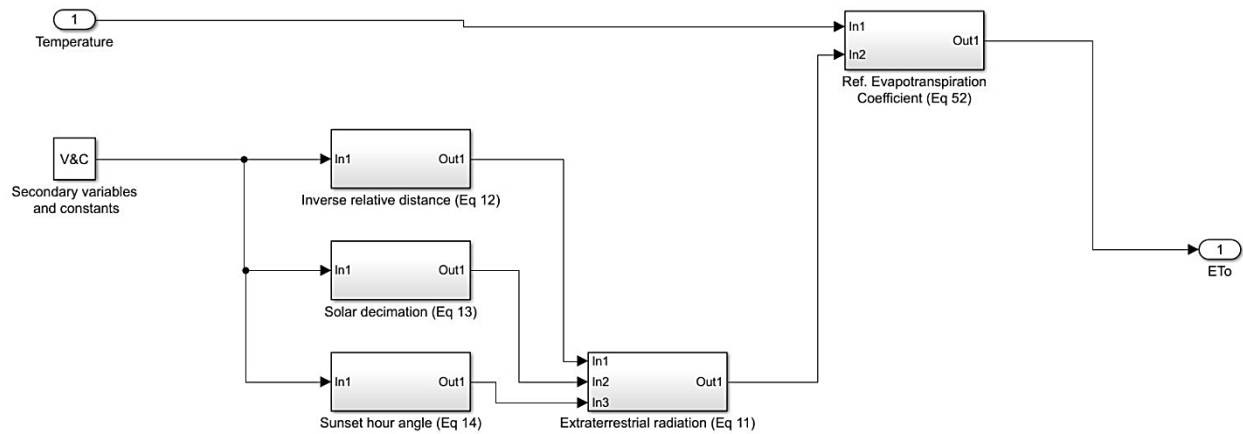 1
Temperature
In1
In2
Out1
Ref. Evapotranspiration
Coefficient (Eq 52)
V&C
Secondary variables
and constants
In1
Out1
Inverse relative distance (Eq 12)
In1
Out1
Solar decimation (Eq 13)
1
ETo
In1
Out1
Sunset hour angle (Eq 14)
In1
In2
In3
Out1
Extraterrestrial radiation (Eq 11)